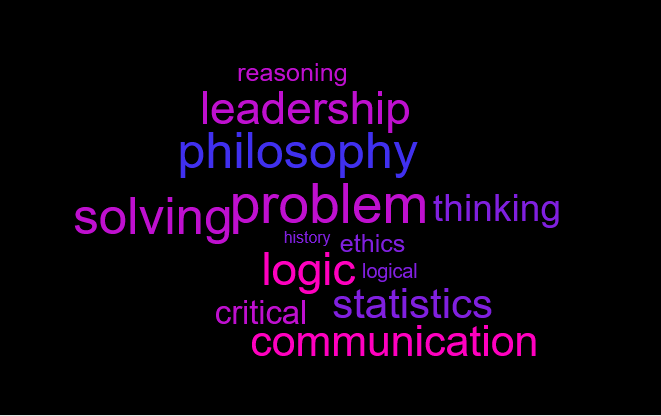 reasoning
leadership
philosophy
solving problem thinking
history ethics
logic logical
critical statistics
communication